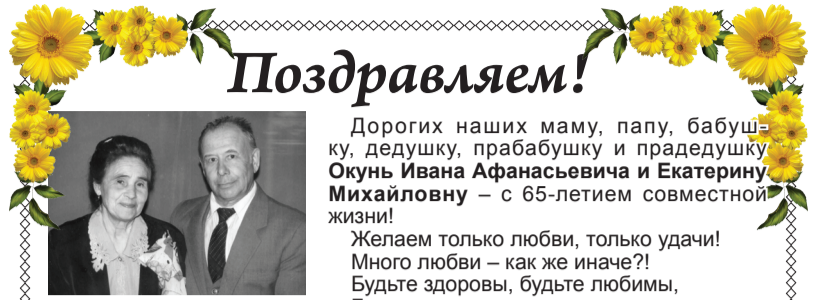 Поздравляем!
Дорогих наших маму, папу, бабуш-
ку, дедушку, прабабушку и прадедушку
Окунь Ивана Афанасьевича и Екатерину
Михайловну – с 65-летием совместной
жизни!
Желаем только любви, только удачи!
Много любви – как же иначе?!
Будьте здоровы, будьте любимы,